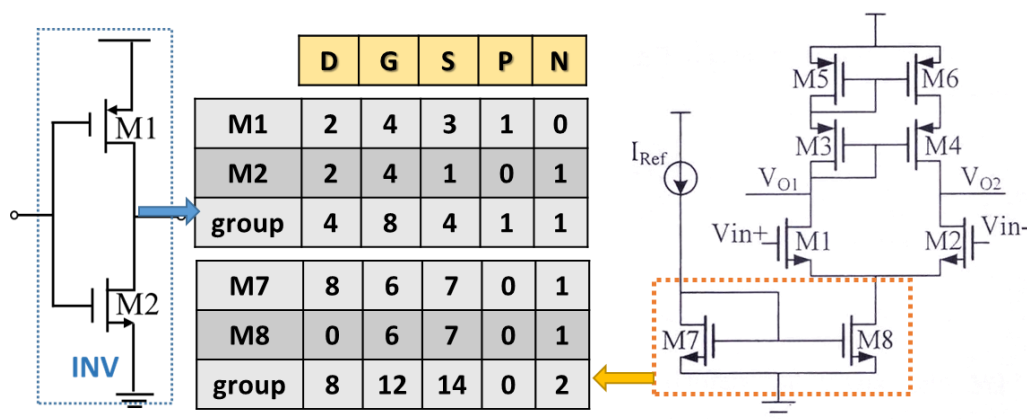 M1
M2
INV
D G S P N
M1 2 4 3 1 0
M2 2 4 1 0 1
group 4 8 4 1 1
M7 8 6 7 0 1
M8 0 6 7 0 1
group 8 12 14 0 2
M5 M6
IRef
M3 M4
VO1 VO2
Vin+ M1 M2 Vin-
M7 M8